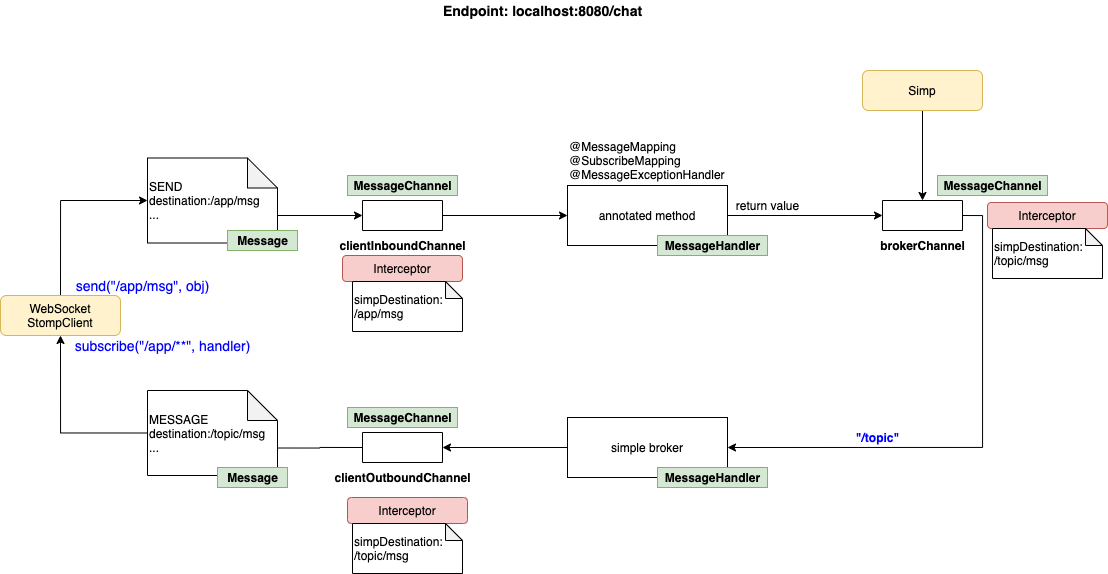 Endpoint: localhost:8080/chat
Simp
@MessageMapping
@SubscribeMapping
@MessageExceptionHandler
SEND
destination:/app/msg
...
Message
MessageChannel
clientInboundChannel
Interceptor
simpDestination:
/app/msg
annotated method
MessageHandler
return value
MessageChannel
brokerChannel
Interceptor
simpDestination:
/topic/msg
send("/app/msg", obj)
WebSocket
StompClient
subscribe("/app/**", handler)
MESSAGE
destination:/topic/msg
...
Message
MessageChannel
clientOutboundChannel
Interceptor
simpDestination:
/topic/msg
simple broker
MessageHandler
"/topic"